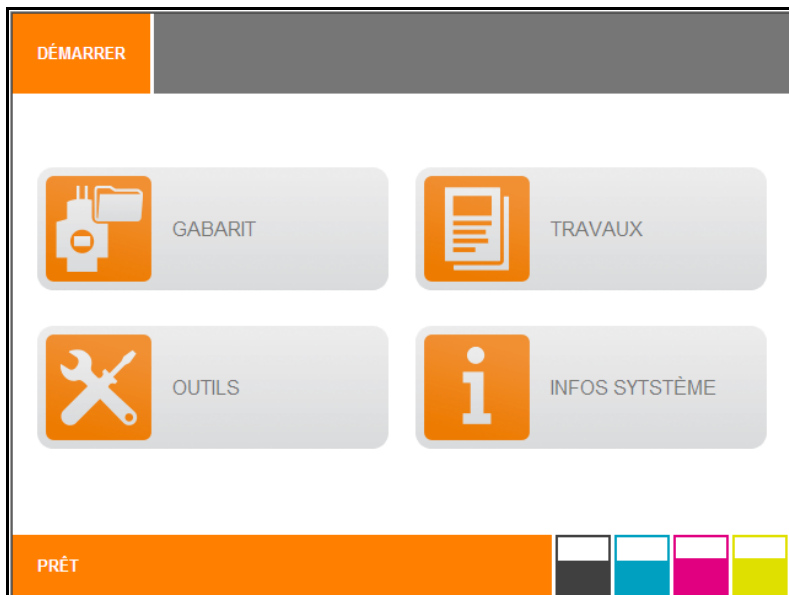 DÉMARRER
GABARIT
TRAVAUX
OUTILS
INFOS SYTSTÈME
PRÊT